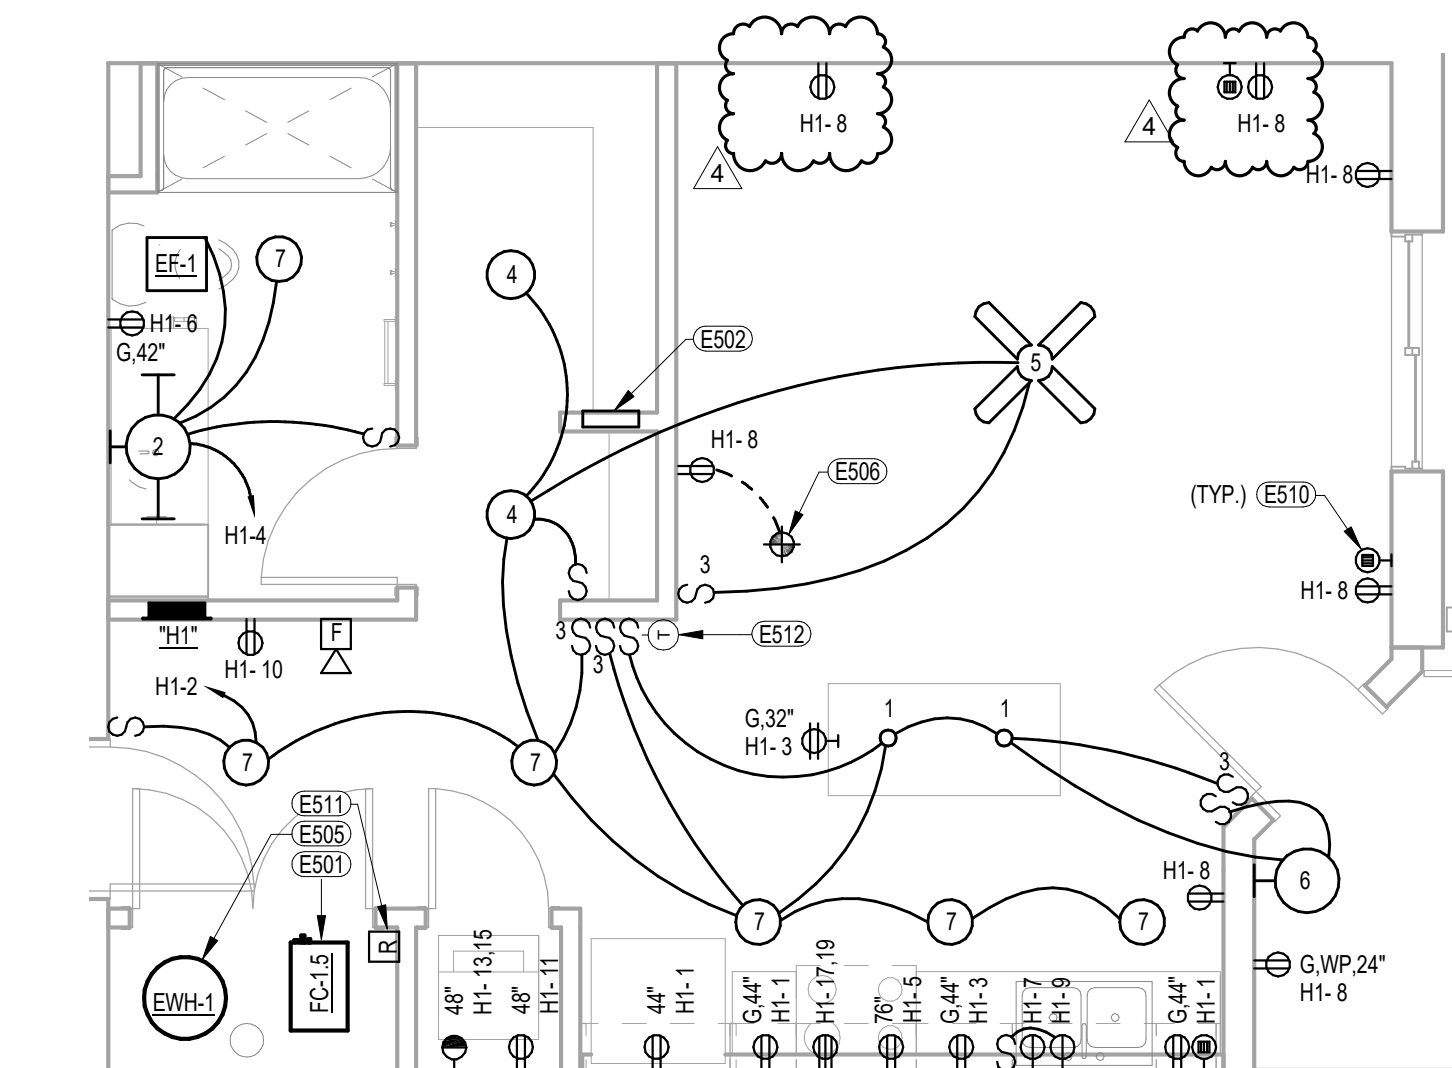 H1- 8
4
H1- 8
4
H1- 8
EF-1
7
4
H1- 6
G,42"
E502
5
2
H1- 8
E506
H1-4
4
(TYP.) E510
3
H1- 8
"H1"
F
3
3
T
E512
H1- 10
H1-2
G,32"
H1- 3
1
1
7
7
3
E511
E505
E501
H1- 8
6
7
7
7
R
EWH-1
FC-1.5
48"
H1- 13,15
48"
H1- 11
44"
H1- 1
G,44"
H1- 1
H1- 17,19
76"
H1- 5
G,44"
H1- 3
H1- 7
H1- 9
G,44"
H1- 1
G,WP,24"
H1- 8